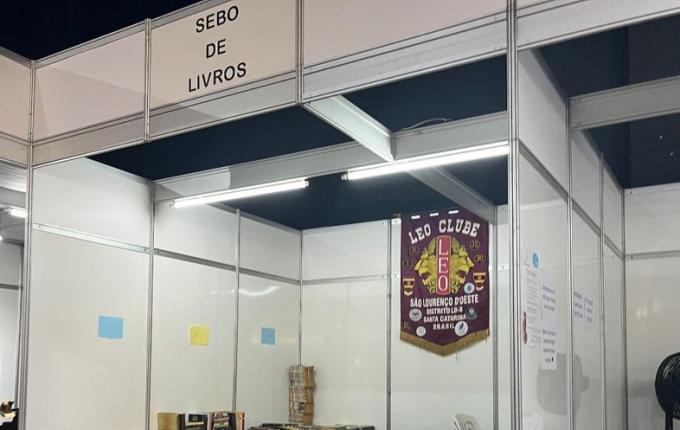 SEBO
DE
LIVROS
LEO CLUBE
LEO
SÃO LOURENÇO D'OESTE
DISTRITO LD-8
SANTA CATARINA
BRASIL